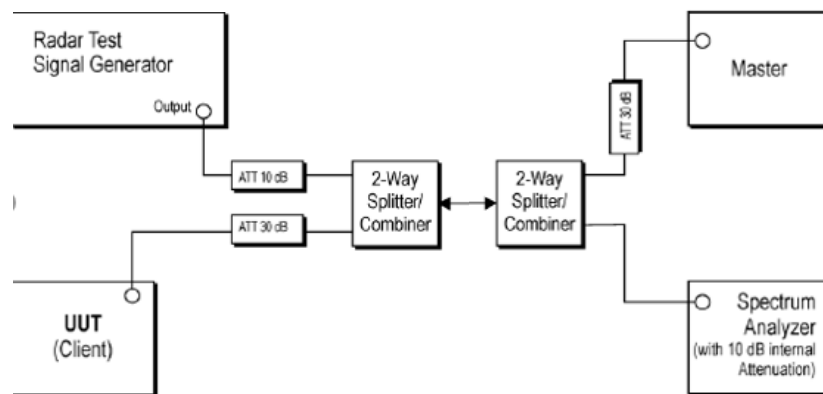 Radar Test
Signal Generator
Output
ATT 10 dB
ATT 30 dB
2-Way
Splitter/
Combiner
2-Way
Splitter/
Combiner
ATT 30 dB
Master
UUT
(Client)
Spectrum
Analyzer
(with 10 dB internal
Attenuation)